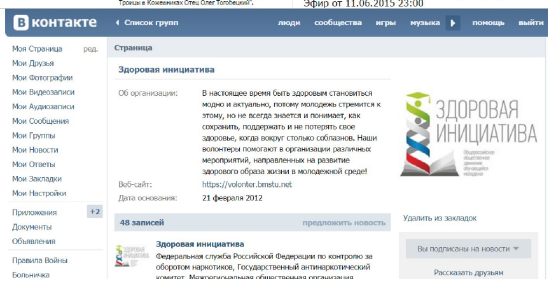 Троицы в Кожевниках Отец Олег Тогобецкий".
Эфир от 11.06.2015 23:00
В контакте
Список групп
люди сообщества игры музыка помощь выйти
Моя Страница ред.
Мои Друзья
Мои Фотографии
Мои Видеозаписи
Мои Аудиозаписи
Мои Сообщения
Мои Группы
Мои Новости
Мои Ответы
Мои Закладки
Мои Настройки
Приложения +2
Документы
Объявления
Правила Войны
Больничка
Страница
Здоровая инициатива
Об организации: В настоящее время быть здоровым становиться
модно и актуально, потому молодежь стремится к
этому, но не всегда знается и понимает, как
сохранить, поддержать и не потерять свое
здоровье, когда вокруг столько соблазнов. Наши
волонтеры помогают в организации различных
мероприятий, направленных на развитие
здорового образа жизни в молодежной среде!
Веб-сайт: https://volonter.bmstu.net
Дата основания: 21 февраля 2012
48 записей предложить новость
Здоровая инициатива
Федеральная служба Российской Федерации по контролю за
оборотом наркотиков, Государственный антинаркотический
комитет, Межрегиональная общественная организация
ЗДОРОВАЯ
ИНИЦИАТИВА
Общероссийское
общественное
движение
обучающейся
молодежи
Удалить из закладок
Вы подписаны на новости
Рассказать друзьям